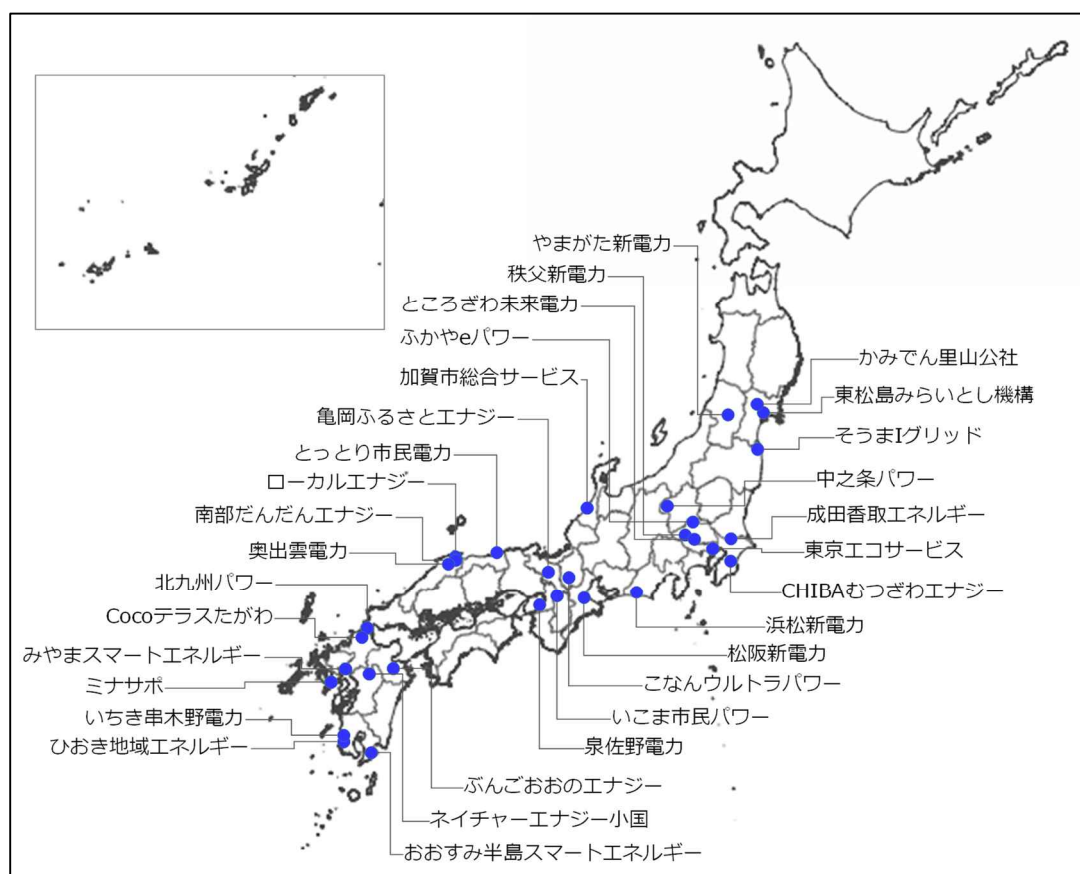 やまがた新電力
秩父新電力
ところざわ未来電力
ふかやeパワー
加賀市総合サービス
亀岡ふるさとエナジー
とっとり市民電力
ローカルエナジー
南部だんだんエナジー
奥出雲電力
北九州パワー
Cocoテラスたがわ
みやまスマートエネルギー
ミナサポ
いちき串木野電力
ひおき地域エネルギー
かみでん里山公社
東松島みらいとし機構
そうまIグリッド
中之条パワー
成田香取エネルギー
東京エコサービス
CHIBAむつざわエナジー
浜松新電力
松阪新電力
こなんウルトラパワー
いこま市民パワー
泉佐野電力
ぶんごおおのエナジー
ネイチャーエナジー小国
おおすみ半島スマートエネルギー